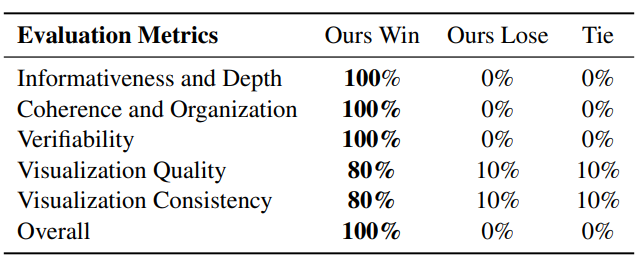 Evaluation Metrics Ours Win Ours Lose Tie
Informativeness and Depth 100% 0% 0%
Coherence and Organization 100% 0% 0%
Verifiability 100% 0% 0%
Visualization Quality 80% 10% 10%
Visualization Consistency 80% 10% 10%
Overall 100% 0% 0%